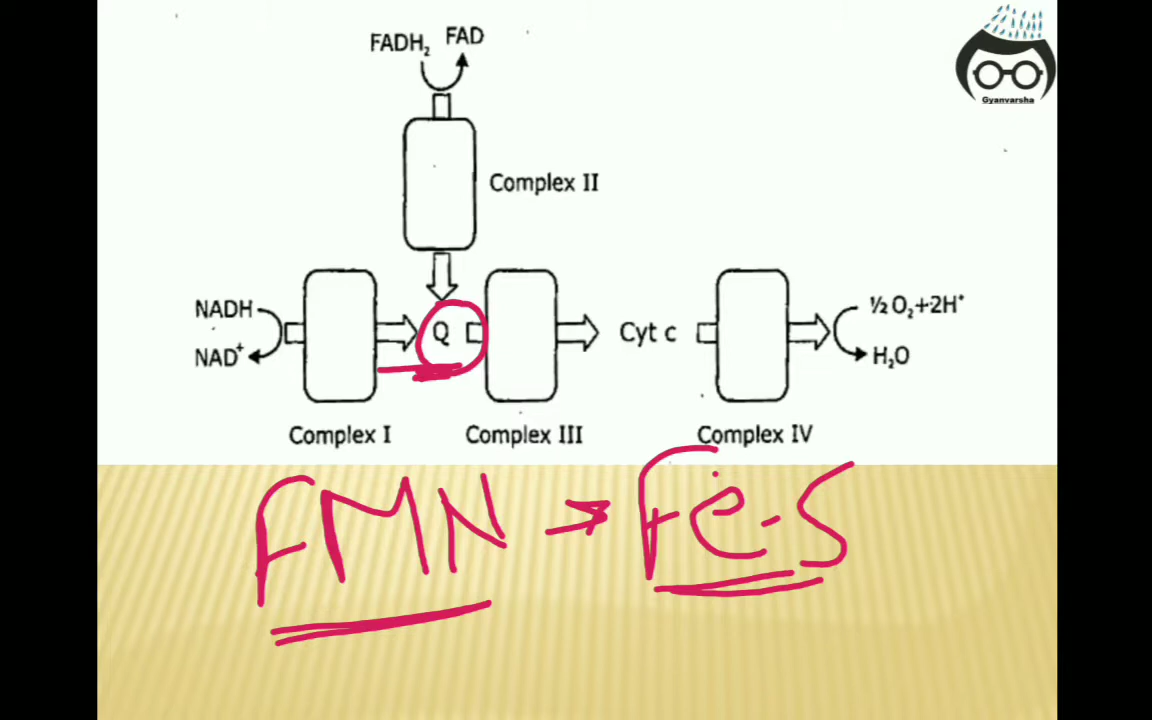 FADH₂ FAD
Gyanvarsha
Complex II
NADH Q Cyt c ½ O₂+2H⁺
NAD⁺ H₂O
Complex I Complex III Complex IV
FMN → Fe-S